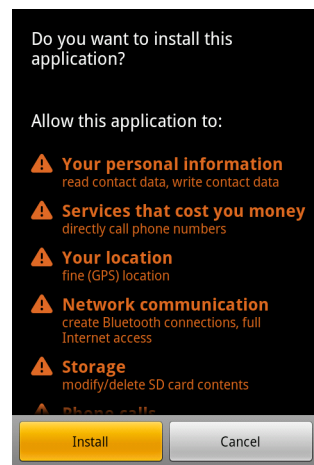 Do you want to install this
application?
Allow this application to:
Your personal information
read contact data, write contact data
Services that cost you money
directly call phone numbers
Your location
fine (GPS) location
Network communication
create Bluetooth connections, full
Internet access
Storage
modify/delete SD card contents
Phone calls
Install
Cancel